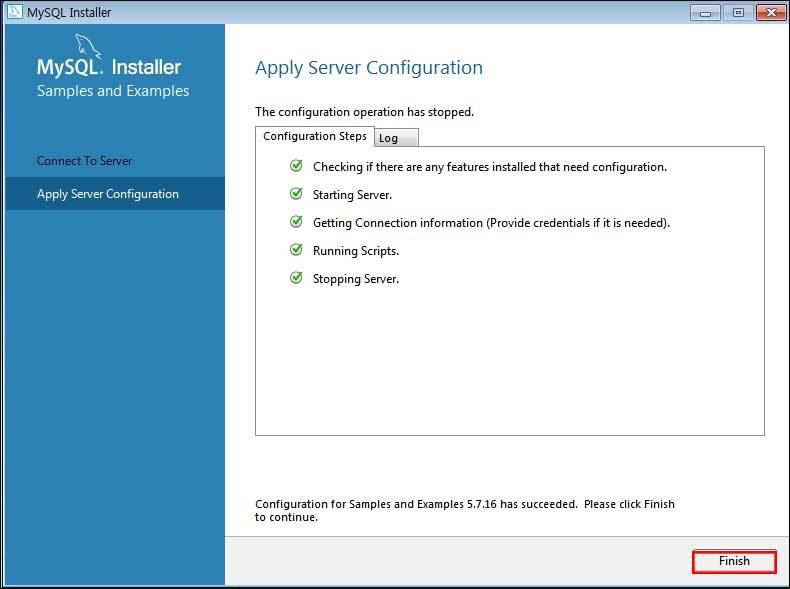 MySQL Installer
MySQL. Installer
Samples and Examples
Connect To Server
Apply Server Configuration
Apply Server Configuration
The configuration operation has stopped.
Configuration Steps
Log
Checking if there are any features installed that need configuration.
Starting Server.
Getting Connection information (Provide credentials if it is needed).
Running Scripts.
Stopping Server.
Configuration for Samples and Examples 5.7.16 has succeeded.  Please click Finish
to continue.
Finish